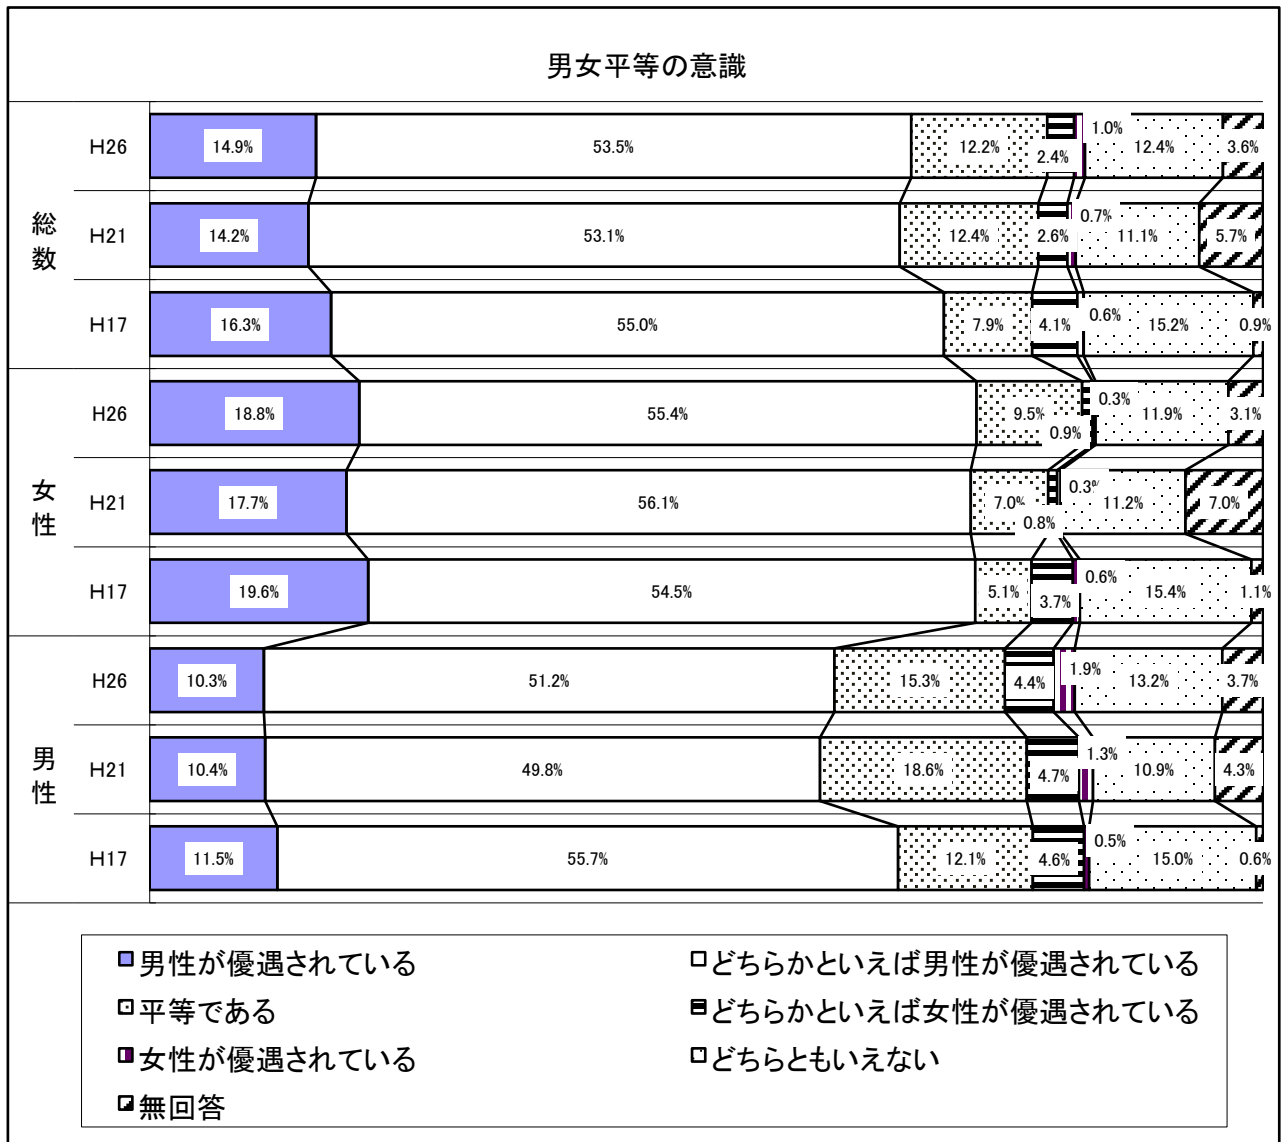 男女平等の意識
総数
H26 14.9% 53.5% 12.2% 2.4% 1.0% 12.4% 3.6%
H21 14.2% 53.1% 12.4% 2.6% 0.7% 11.1% 5.7%
H17 16.3% 55.0% 7.9% 4.1% 0.6% 15.2% 0.9%
女性
H26 18.8% 55.4% 9.5% 0.9% 0.3% 11.9% 3.1%
H21 17.7% 56.1% 7.0% 0.8% 0.3% 11.2% 7.0%
H17 19.6% 54.5% 5.1% 3.7% 0.6% 15.4% 1.1%
男性
H26 10.3% 51.2% 15.3% 4.4% 1.9% 13.2% 3.7%
H21 10.4% 49.8% 18.6% 4.7% 1.3% 10.9% 4.3%
H17 11.5% 55.7% 12.1% 4.6% 0.5% 15.0% 0.6%
男性が優遇されている どちらかといえば男性が優遇されている
平等である どちらかといえば女性が優遇されている
女性が優遇されている どちらともいえない
無回答